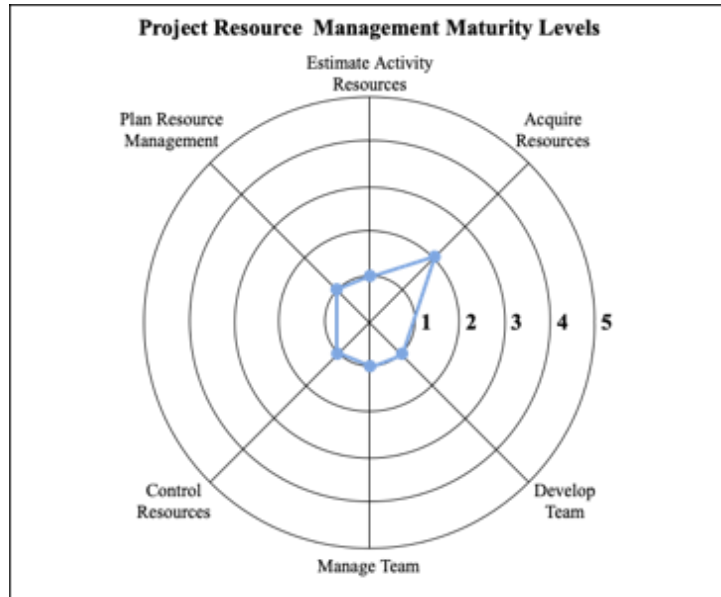 Project Resource Management Maturity Levels
Estimate Activity
Resources
Plan Resource
Management
Acquire
Resources
1 2 3 4 5
Control
Resources
Develop
Team
Manage Team